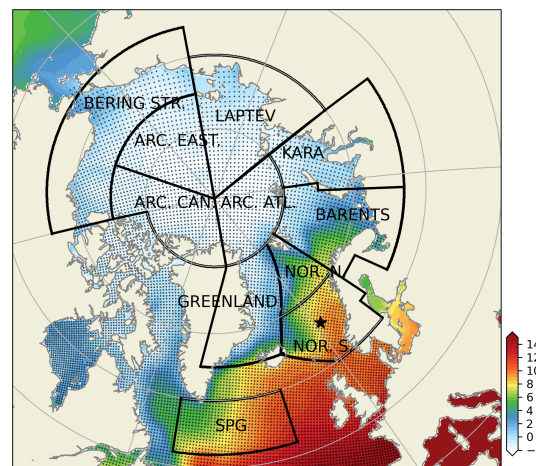 BERING STR.
LAPTEV
ARC. EAST.
KARA
ARC. CAN.
ARC. ATL.
BARENTS
NOR. N.
GREENLAND
NOR. S.
SPG
14
12
10
8
6
4
2
0